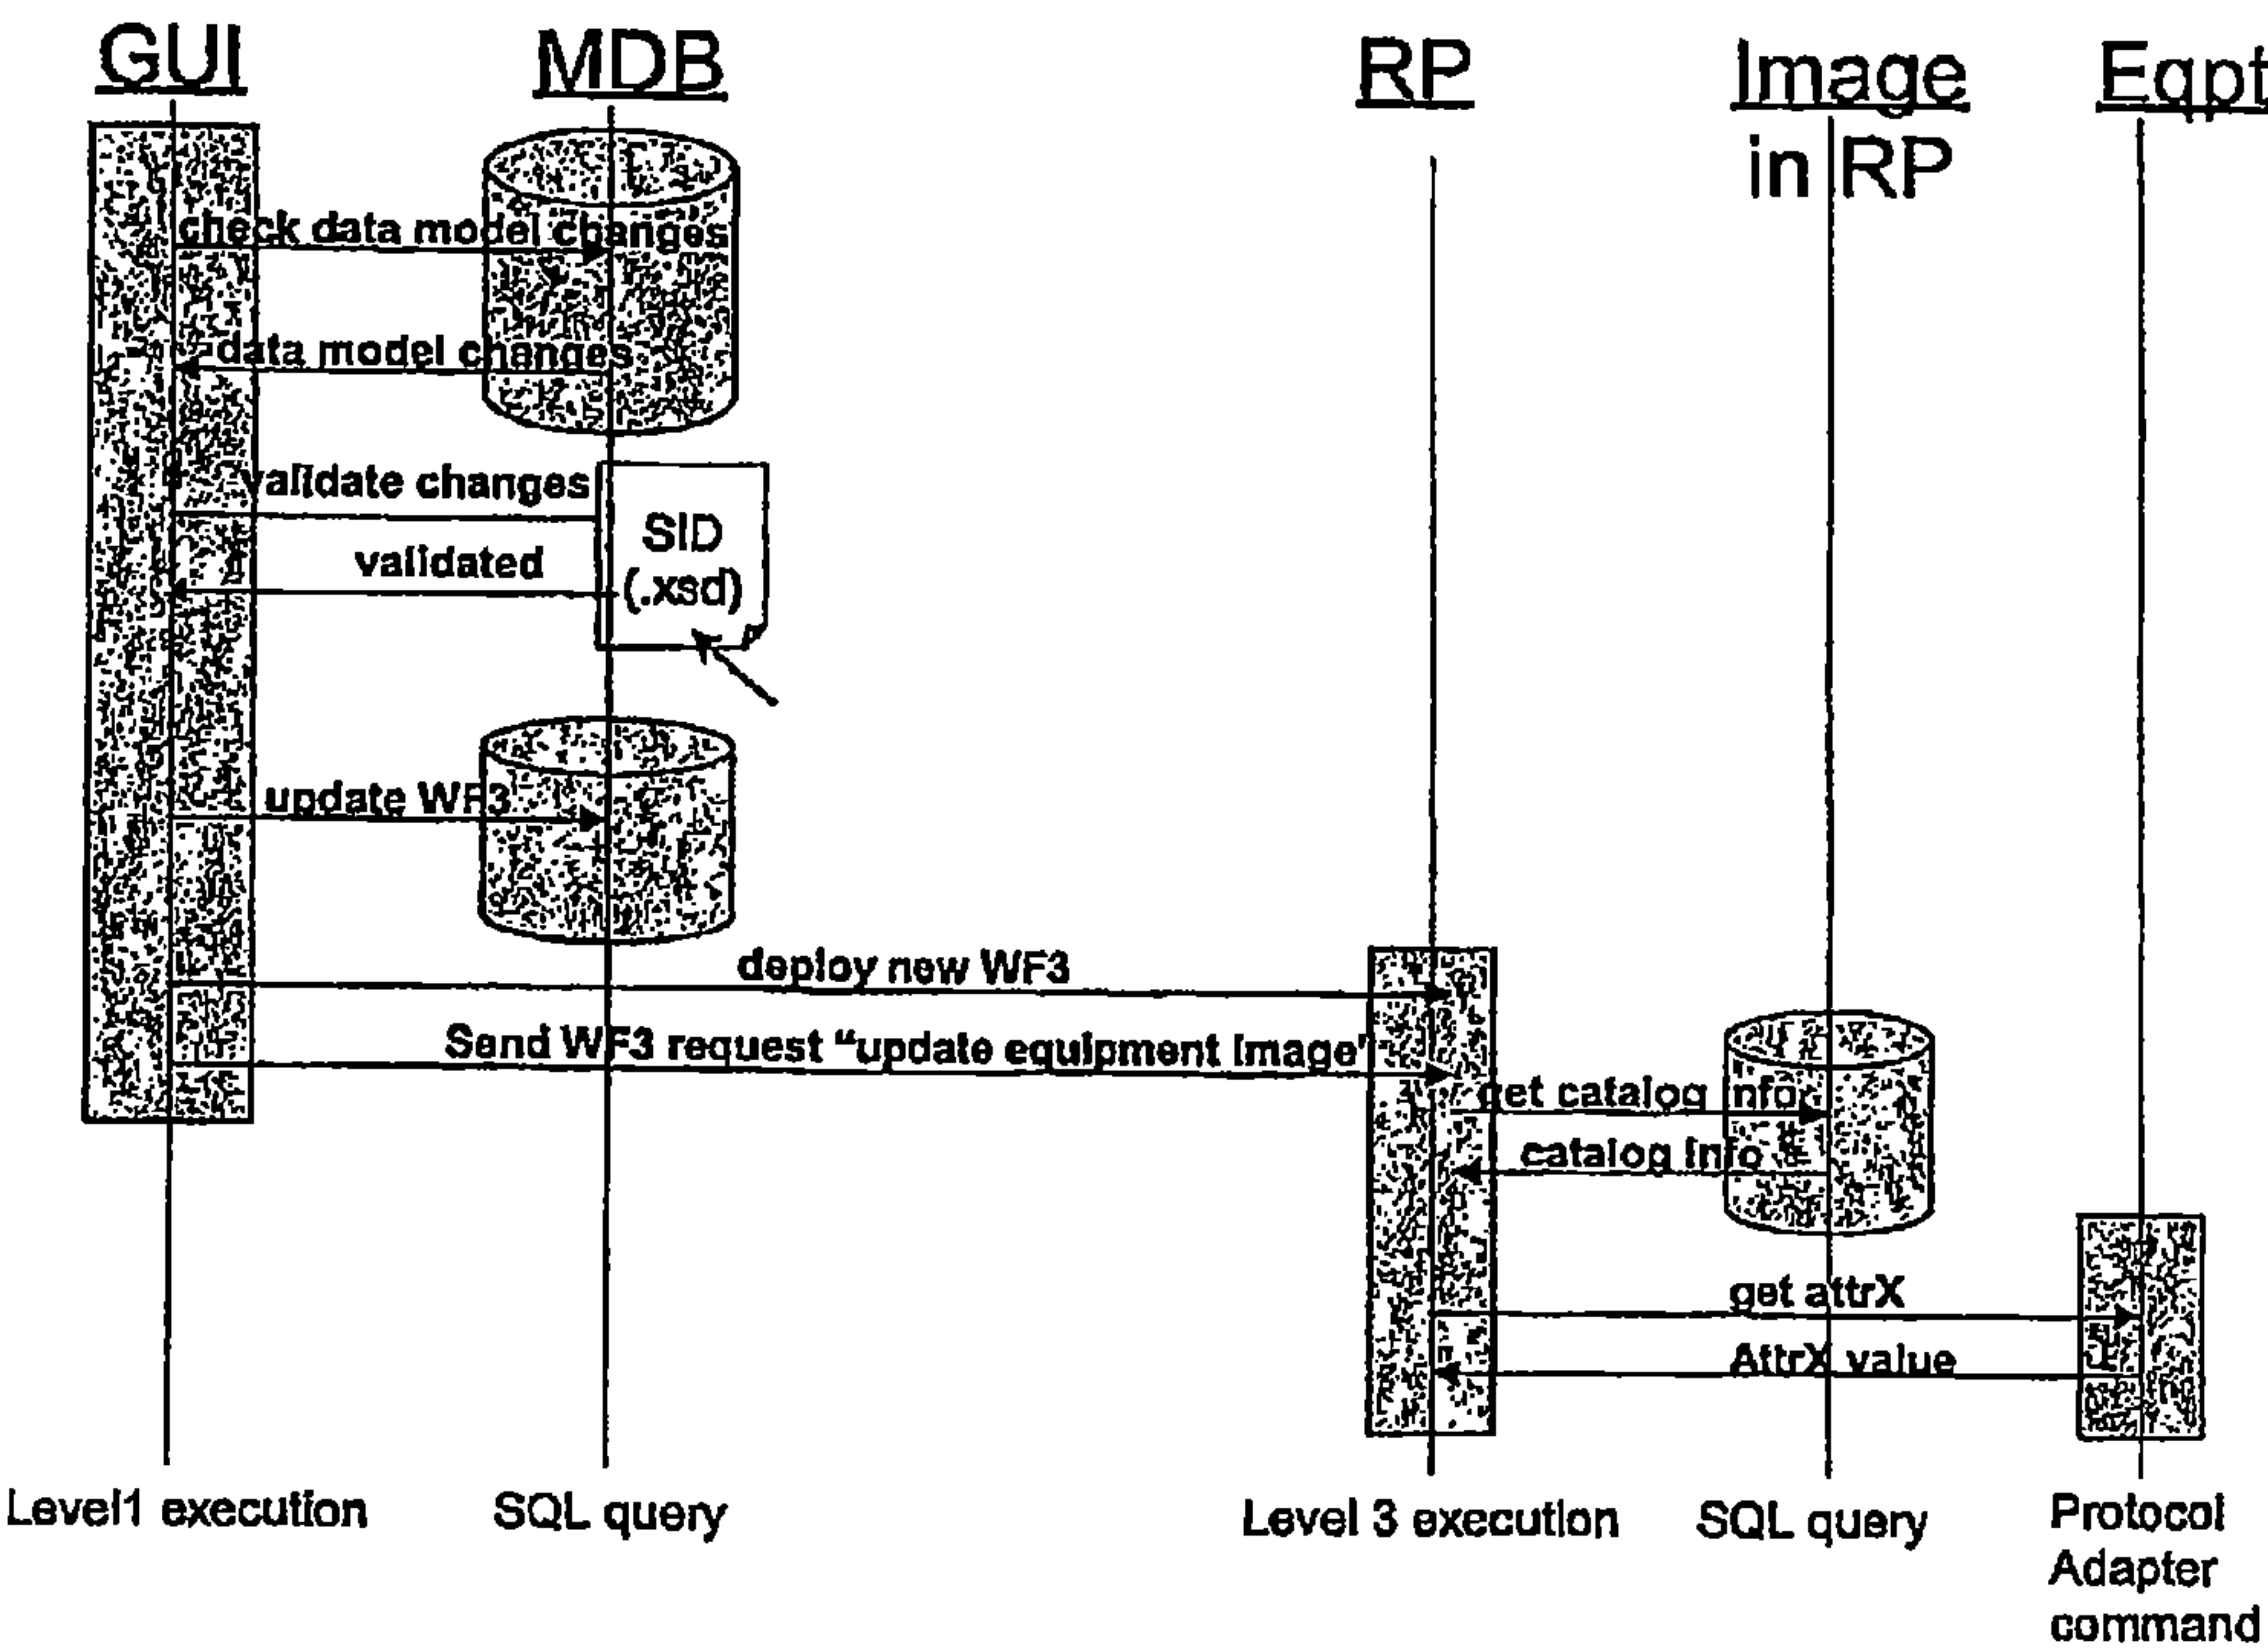 GUI
MDB
RP
Image
in RP
Eqpt
check data model changes
data model changes
validate changes
SID
(.xsd)
validated
update WF3
deploy new WF3
Send WF3 request “update equipment Image"
get catalog info
catalog info
get attrX
AttrX value
Level1 execution
SQL query
Level 3 execution
SQL query
Protocol
Adapter
command